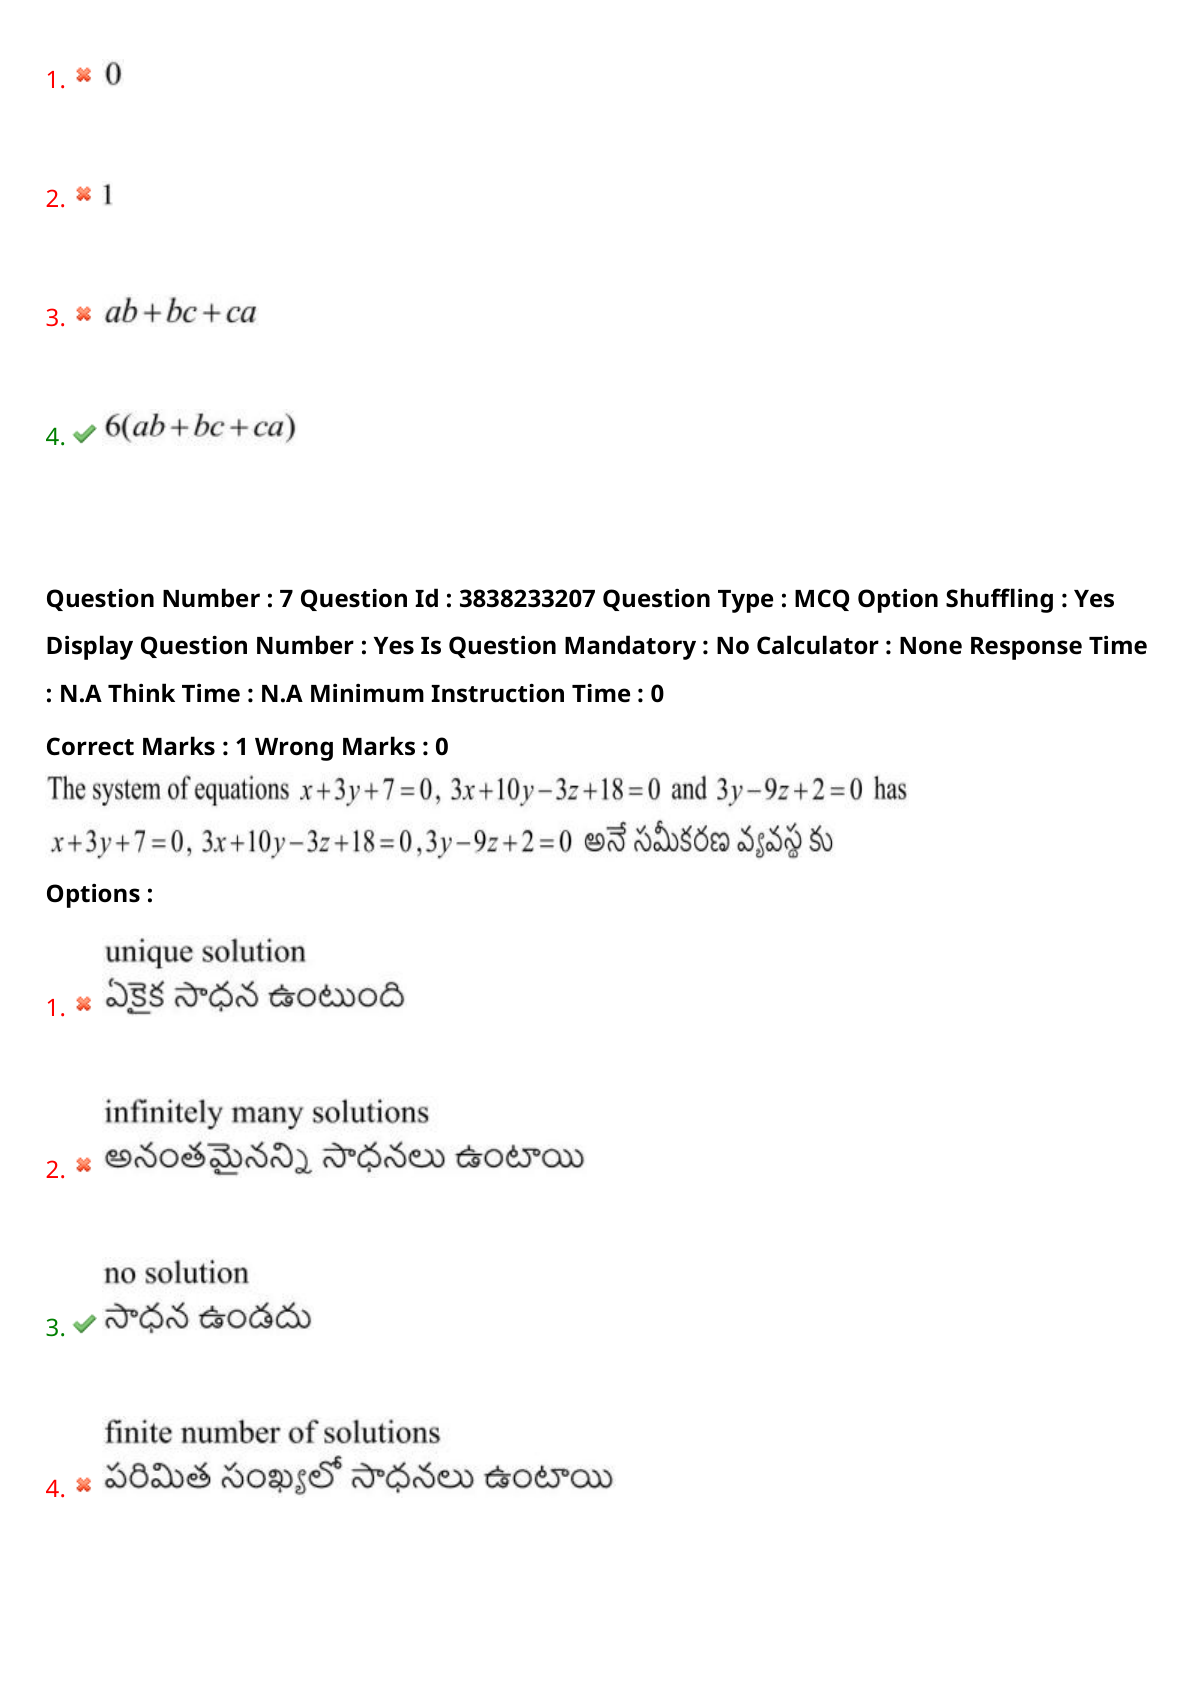 1. 0
2. 1
3. ab+bc+ca
4. 6(ab+bc+ca)
Question Number : 7 Question Id : 3838233207 Question Type : MCQ Option Shuffling : Yes
Display Question Number : Yes Is Question Mandatory : No Calculator : None Response Time
: N.A Think Time : N.A Minimum Instruction Time : 0
Correct Marks : 1 Wrong Marks : 0
The system of equations x+3y+7=0, 3x+10y−3z+18=0 and 3y−9z+2=0 has
x+3y+7=0, 3x+10y−3z+18=0,3y−9z+2=0 అనే సమీకరణ వ్యవస్థ కు
Options :
unique solution
1. ఏకైక సాధన ఉంటుంది
infinitely many solutions
2. అనంతమైనన్ని సాధనలు ఉంటాయి
no solution
3. సాధన ఉండదు
finite number of solutions
4. పరిమిత సంఖ్యలో సాధనలు ఉంటాయి